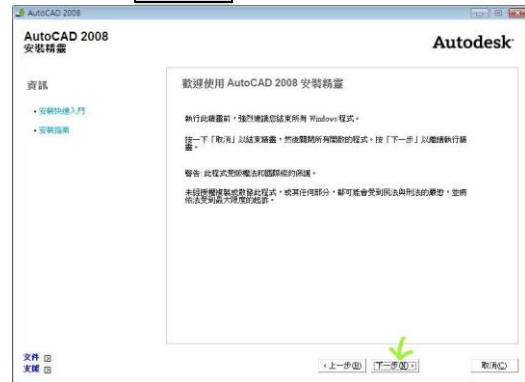 AutoCAD 2008
AutoCAD 2008
安裝精靈
Autodesk
資訊
• 安裝快速入門
• 安裝指南
歡迎使用 AutoCAD 2008 安裝精靈
執行此精靈前，強烈建議您結束所有 Windows 程式。
按一下「取消」以結束精靈，然後關閉所有開啟的程式。按「下一步」以繼續執行精
靈。
警告: 此程式受版權法和國際條約保護。
未經授權複製或散發此程式，或其任何部分，都可能會受到民法與刑法的嚴懲，並將
依法受到最大限度的起訴。
文件
支援
<上一步(B) 下一步(N)> 取消(C)